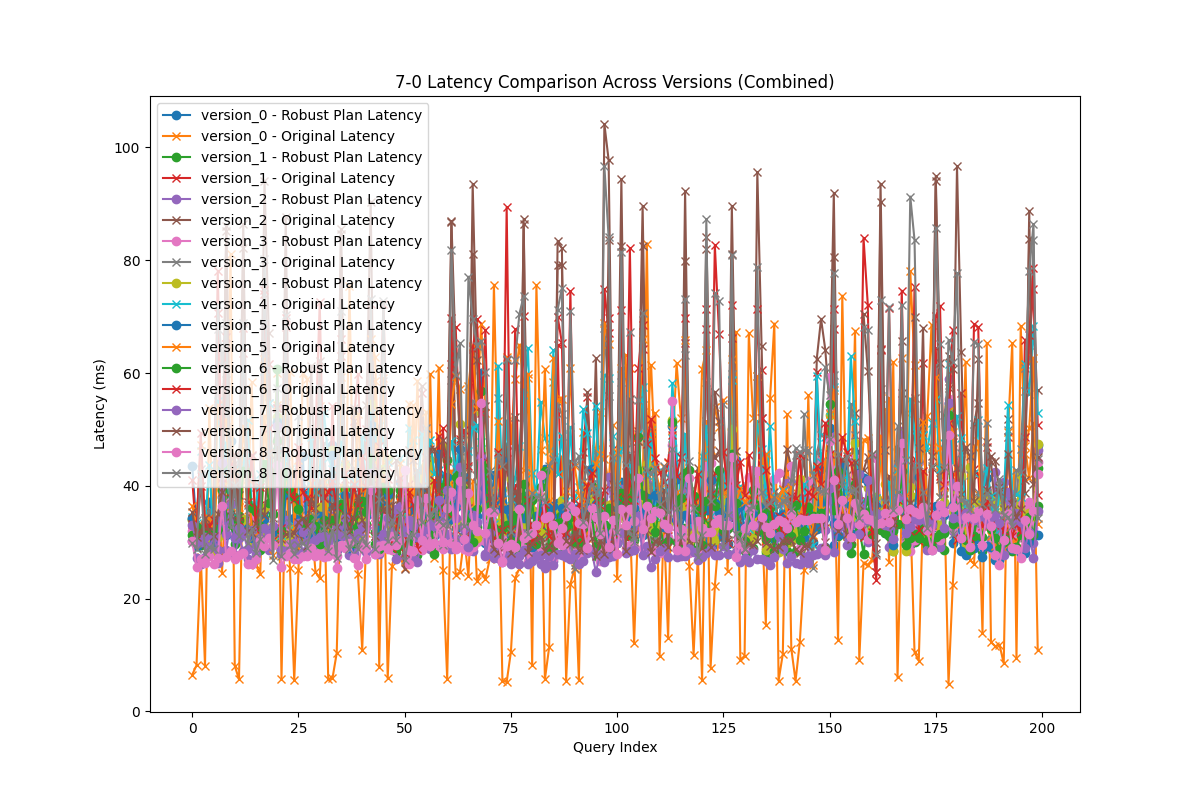 7-0 Latency Comparison Across Versions (Combined)
version_0 - Robust Plan Latency
version_0 - Original Latency
version_1 - Robust Plan Latency
version_1 - Original Latency
version_2 - Robust Plan Latency
version_2 - Original Latency
version_3 - Robust Plan Latency
version_3 - Original Latency
version_4 - Robust Plan Latency
version_4 - Original Latency
version_5 - Robust Plan Latency
version_5 - Original Latency
version_6 - Robust Plan Latency
version_6 - Original Latency
version_7 - Robust Plan Latency
version_7 - Original Latency
version_8 - Robust Plan Latency
version_8 - Original Latency
Latency (ms)
100
80
60
40
20
0
0 25 50 75 100 125 150 175 200
Query Index